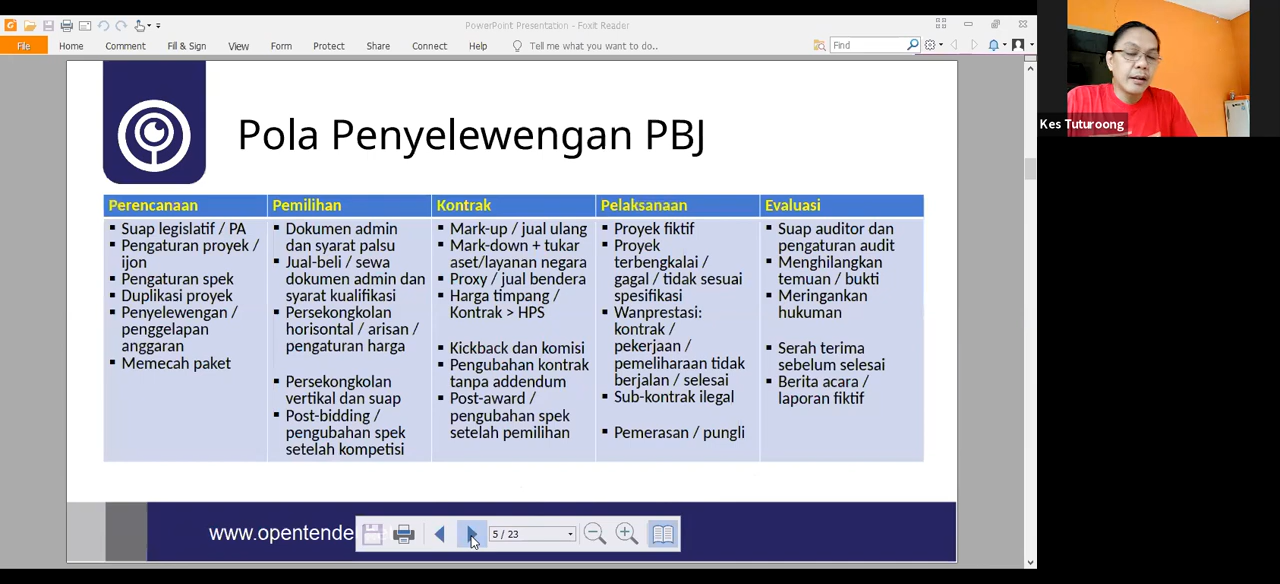 PowerPoint Presentation - Foxit Reader
File Home Comment Fill & Sign View Form Protect Share Connect Help Tell me what you want to do.. Find
Kes Tuturoong
Pola Penyelewengan PBJ
Perencanaan
▪ Suap legislatif / PA
▪ Pengaturan proyek /
ijon
▪ Pengaturan spek
▪ Duplikasi proyek
▪ Penyelewengan /
penggelapan
anggaran
▪ Memecah paket
Pemilihan
▪ Dokumen admin
dan syarat palsu
▪ Jual-beli / sewa
dokumen admin dan
syarat kualifikasi
▪ Persekongkolan
horisontal / arisan /
pengaturan harga
▪ Persekongkolan
vertikal dan suap
▪ Post-bidding /
pengubahan spek
setelah kompetisi
Kontrak
▪ Mark-up / jual ulang
▪ Mark-down + tukar
aset/layanan negara
▪ Proxy / jual bendera
▪ Harga timpang /
Kontrak > HPS
▪ Kickback dan komisi
▪ Pengubahan kontrak
tanpa addendum
▪ Post-award /
pengubahan spek
setelah pemilihan
Pelaksanaan
▪ Proyek fiktif
▪ Proyek
terbengkalai /
gagal / tidak sesuai
spesifikasi
▪ Wanprestasi:
kontrak /
pekerjaan /
pemeliharaan tidak
berjalan / selesai
▪ Sub-kontrak ilegal
▪ Pemerasan / pungli
Evaluasi
▪ Suap auditor dan
pengaturan audit
▪ Menghilangkan
temuan / bukti
▪ Meringankan
hukuman
▪ Serah terima
sebelum selesai
▪ Berita acara /
laporan fiktif
www.opentende
5 / 23